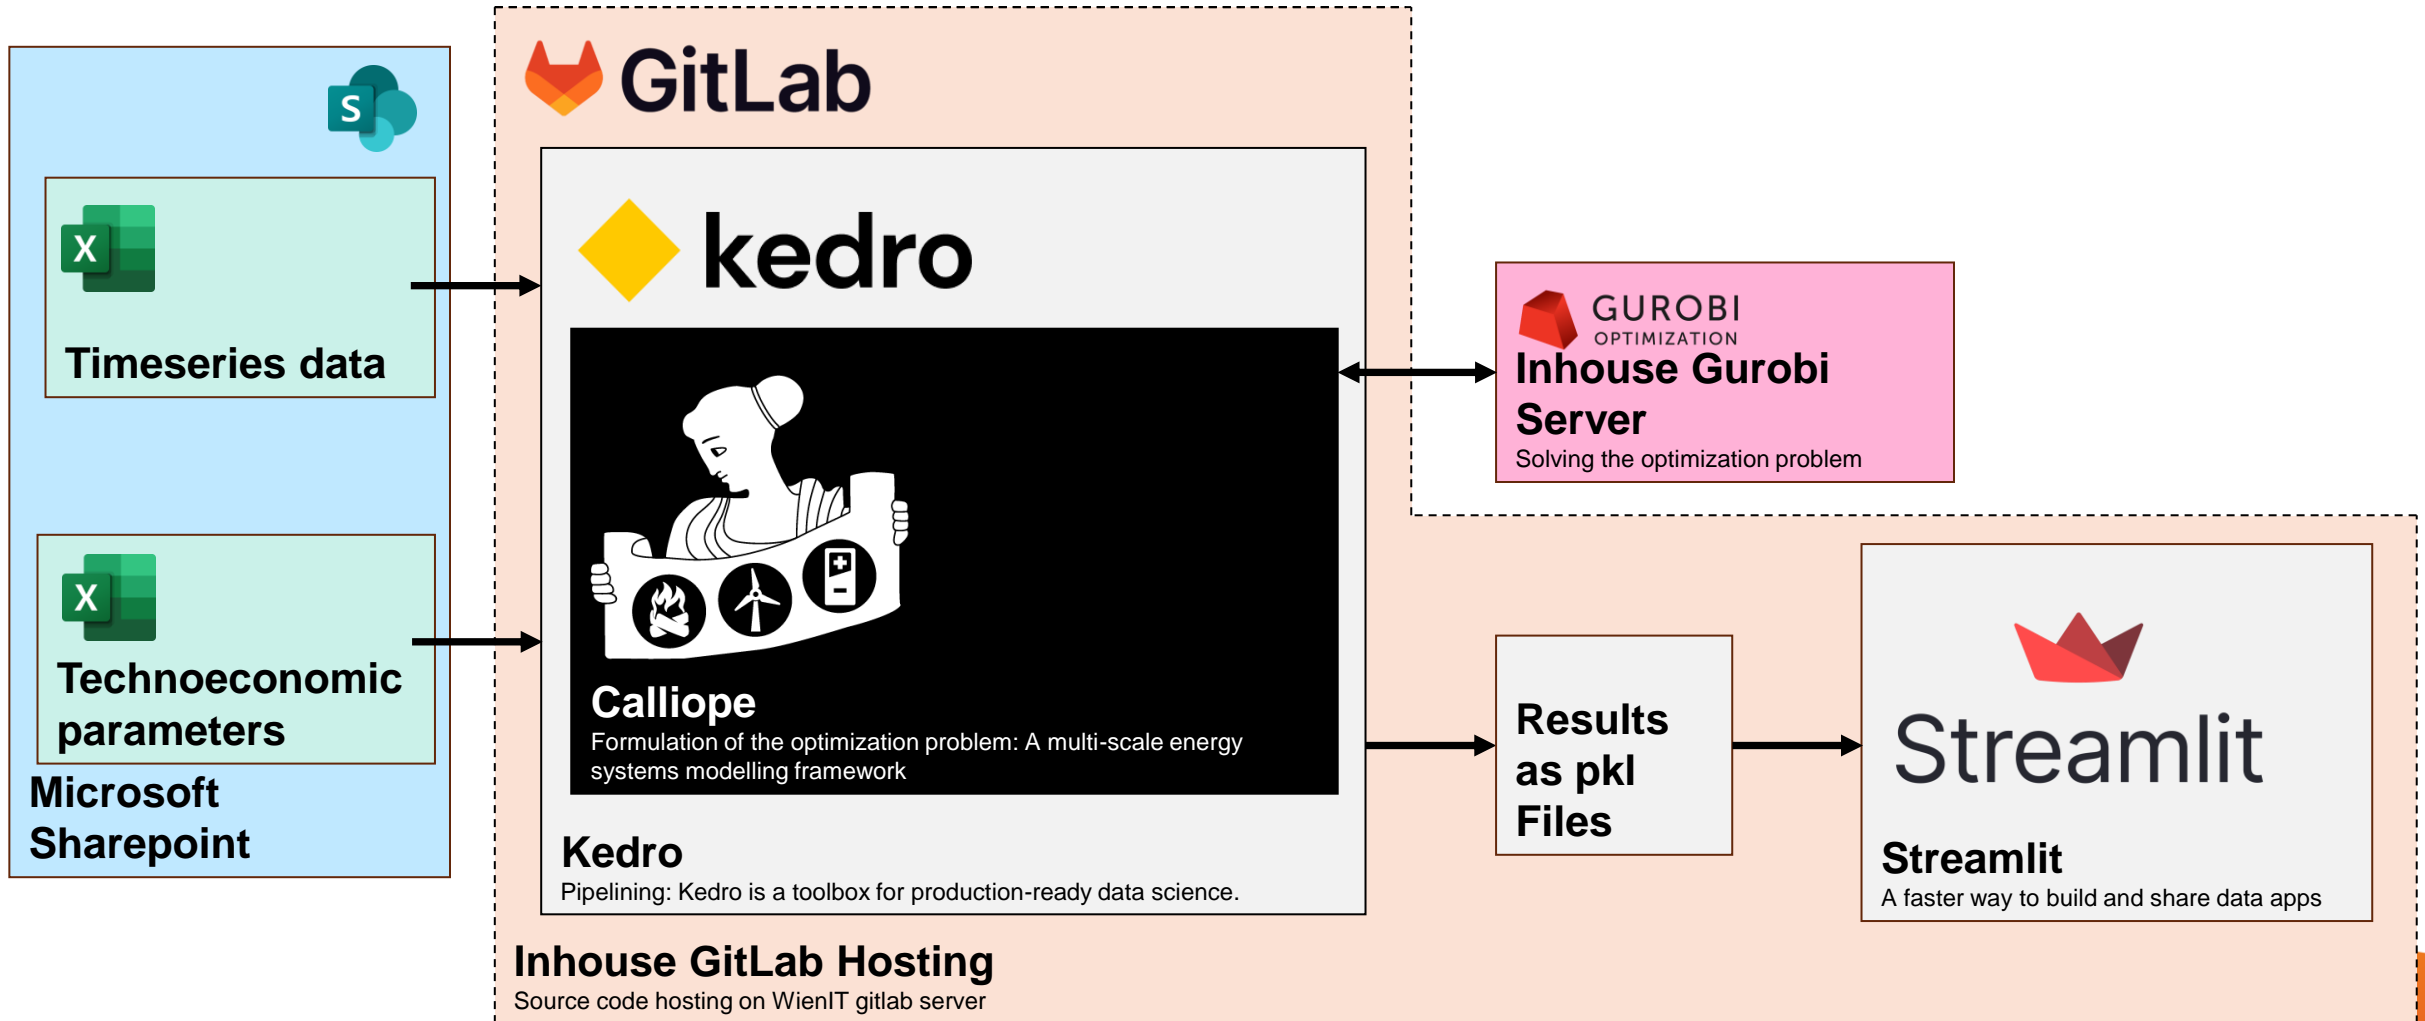 S
X
Timeseries data
X
Technoeconomic
parameters
Microsoft
Sharepoint
GitLab
kedro
Calliope
Formulation of the optimization problem: A multi-scale energy
systems modelling framework
Kedro
Pipelining: Kedro is a toolbox for production-ready data science.
Inhouse GitLab Hosting
Source code hosting on WienIT gitlab server
GUROBI
OPTIMIZATION
Inhouse Gurobi
Server
Solving the optimization problem
Results
as pkl
Files
Streamlit
Streamlit
A faster way to build and share data apps